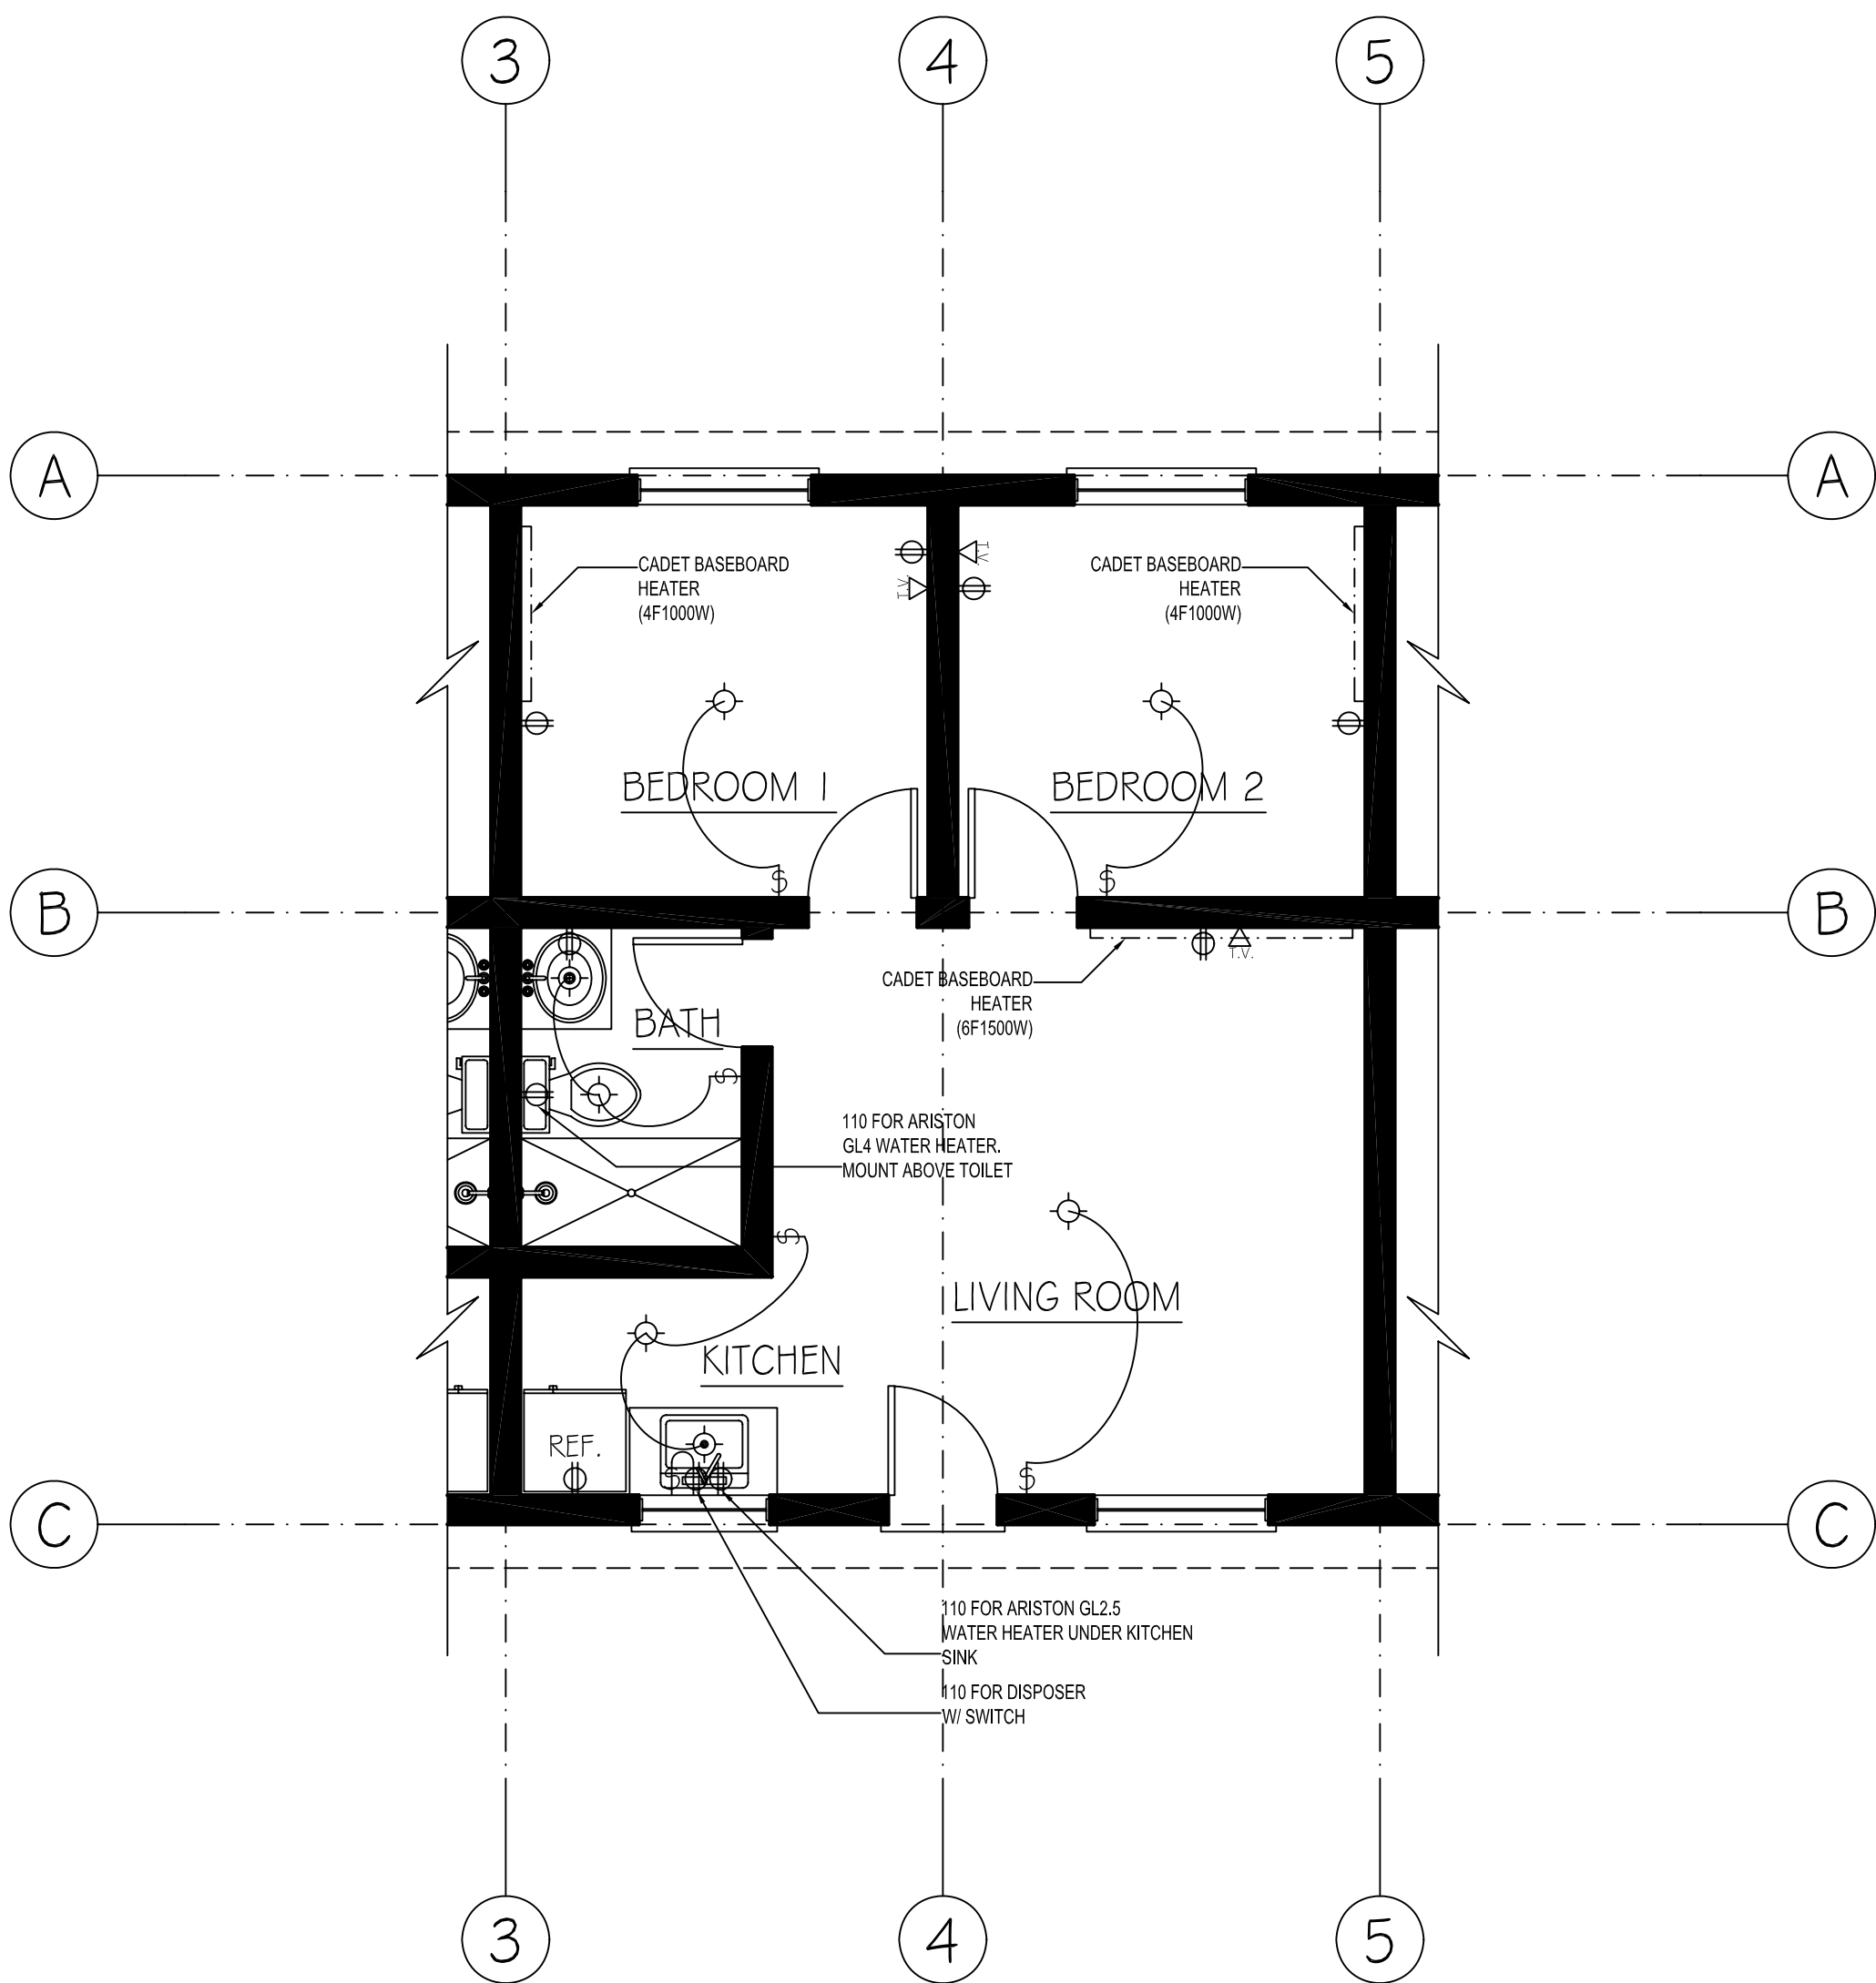 3 4 5
A A
CADET BASEBOARD
HEATER
(4F1000W)
T.V.
T.V.
CADET BASEBOARD
HEATER
(4F1000W)
BEDROOM 1
BEDROOM 2
$ $
B B
T.V.
CADET BASEBOARD
HEATER
(6F1500W)
BATH
$
110 FOR ARISTON
GL4 WATER HEATER.
MOUNT ABOVE TOILET
$
LIVING ROOM
KITCHEN
REF.
$ $
C C
110 FOR ARISTON GL2.5
WATER HEATER UNDER KITCHEN
SINK
110 FOR DISPOSER
W/ SWITCH
3 4 5